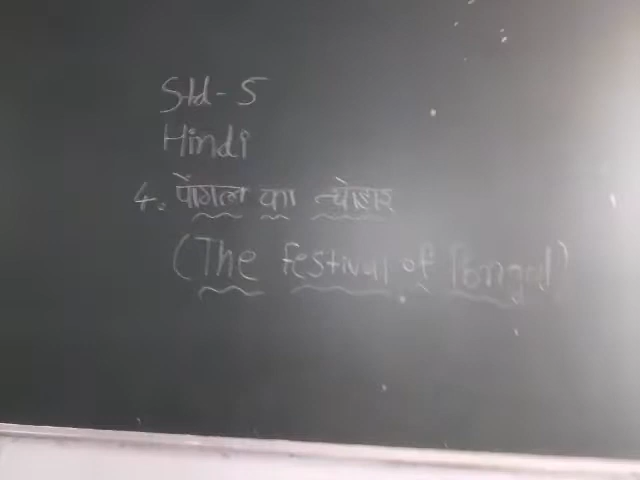 Std-5
Hindi
4. पोंगल का त्योहार
(The festival of Pongal)